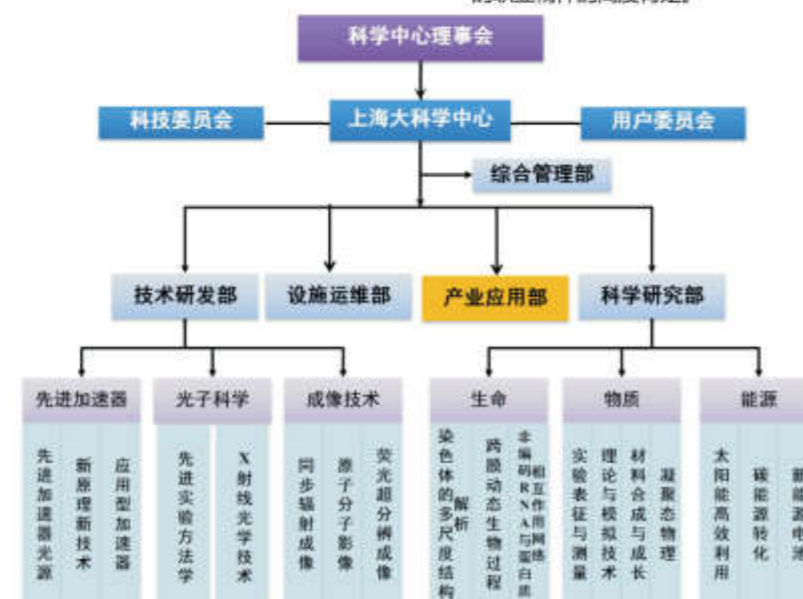 科学中心理事会
科技委员会
上海大科学中心
用户委员会
综合管理部
技术研发部
设施运维部
产业应用部
科学研究部
先进加速器
光子科学
成像技术
生命
物质
能源
先进加速器光源
新原理新技术
应用型加速器
先进实验方法学
X射线光学技术
同步辐射成像
原子分子影像
荧光超分辨成像
染色体的多尺度结构
解析
跨膜动态生物过程
非编码RNA与蛋白质
相互作用网络
实验表征与测量
理论与模拟技术
材料合成与成长
凝聚态物理
太阳能高效利用
碳能源转化
新能源电池